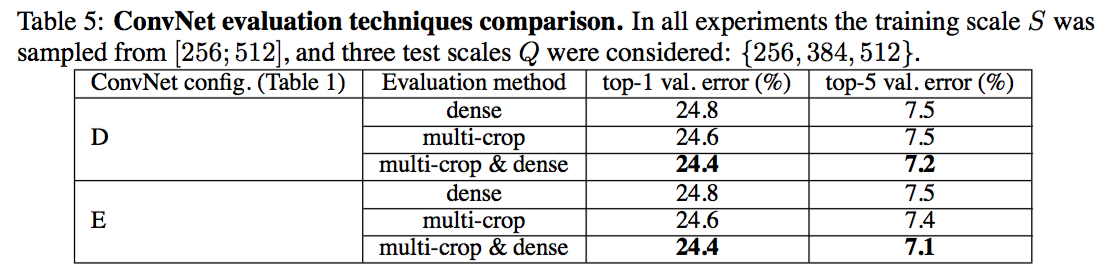 Table 5: ConvNet evaluation techniques comparison. In all experiments the training scale S was
sampled from [256; 512], and three test scales Q were considered: {256, 384, 512}.
ConvNet config. (Table 1) Evaluation method top-1 val. error (%) top-5 val. error (%)
D
dense 24.8 7.5
multi-crop 24.6 7.5
multi-crop & dense 24.4 7.2
E
dense 24.8 7.5
multi-crop 24.6 7.4
multi-crop & dense 24.4 7.1